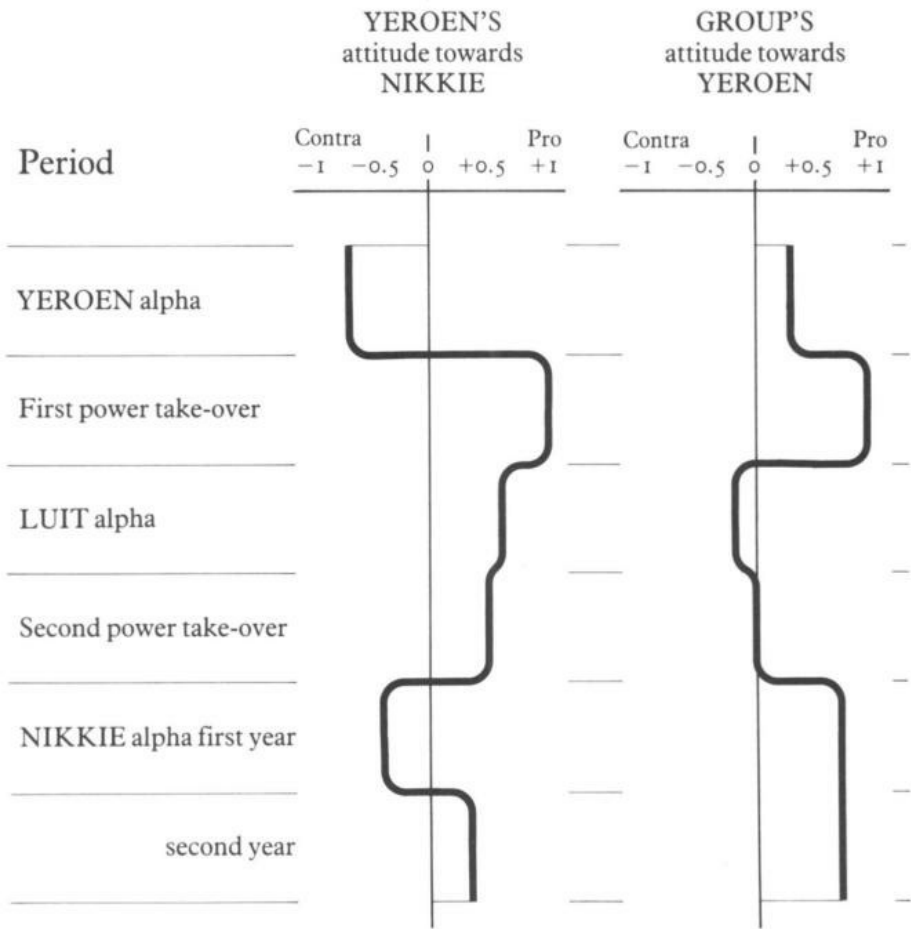 YEROEN'S
attitude towards
NIKKIE
GROUP'S
attitude towards
YEROEN
Period
Contra Pro
−1 −0.5 0 +0.5 +1
Contra Pro
−1 −0.5 0 +0.5 +1
YEROEN alpha
First power take-over
LUIT alpha
Second power take-over
NIKKIE alpha first year
second year